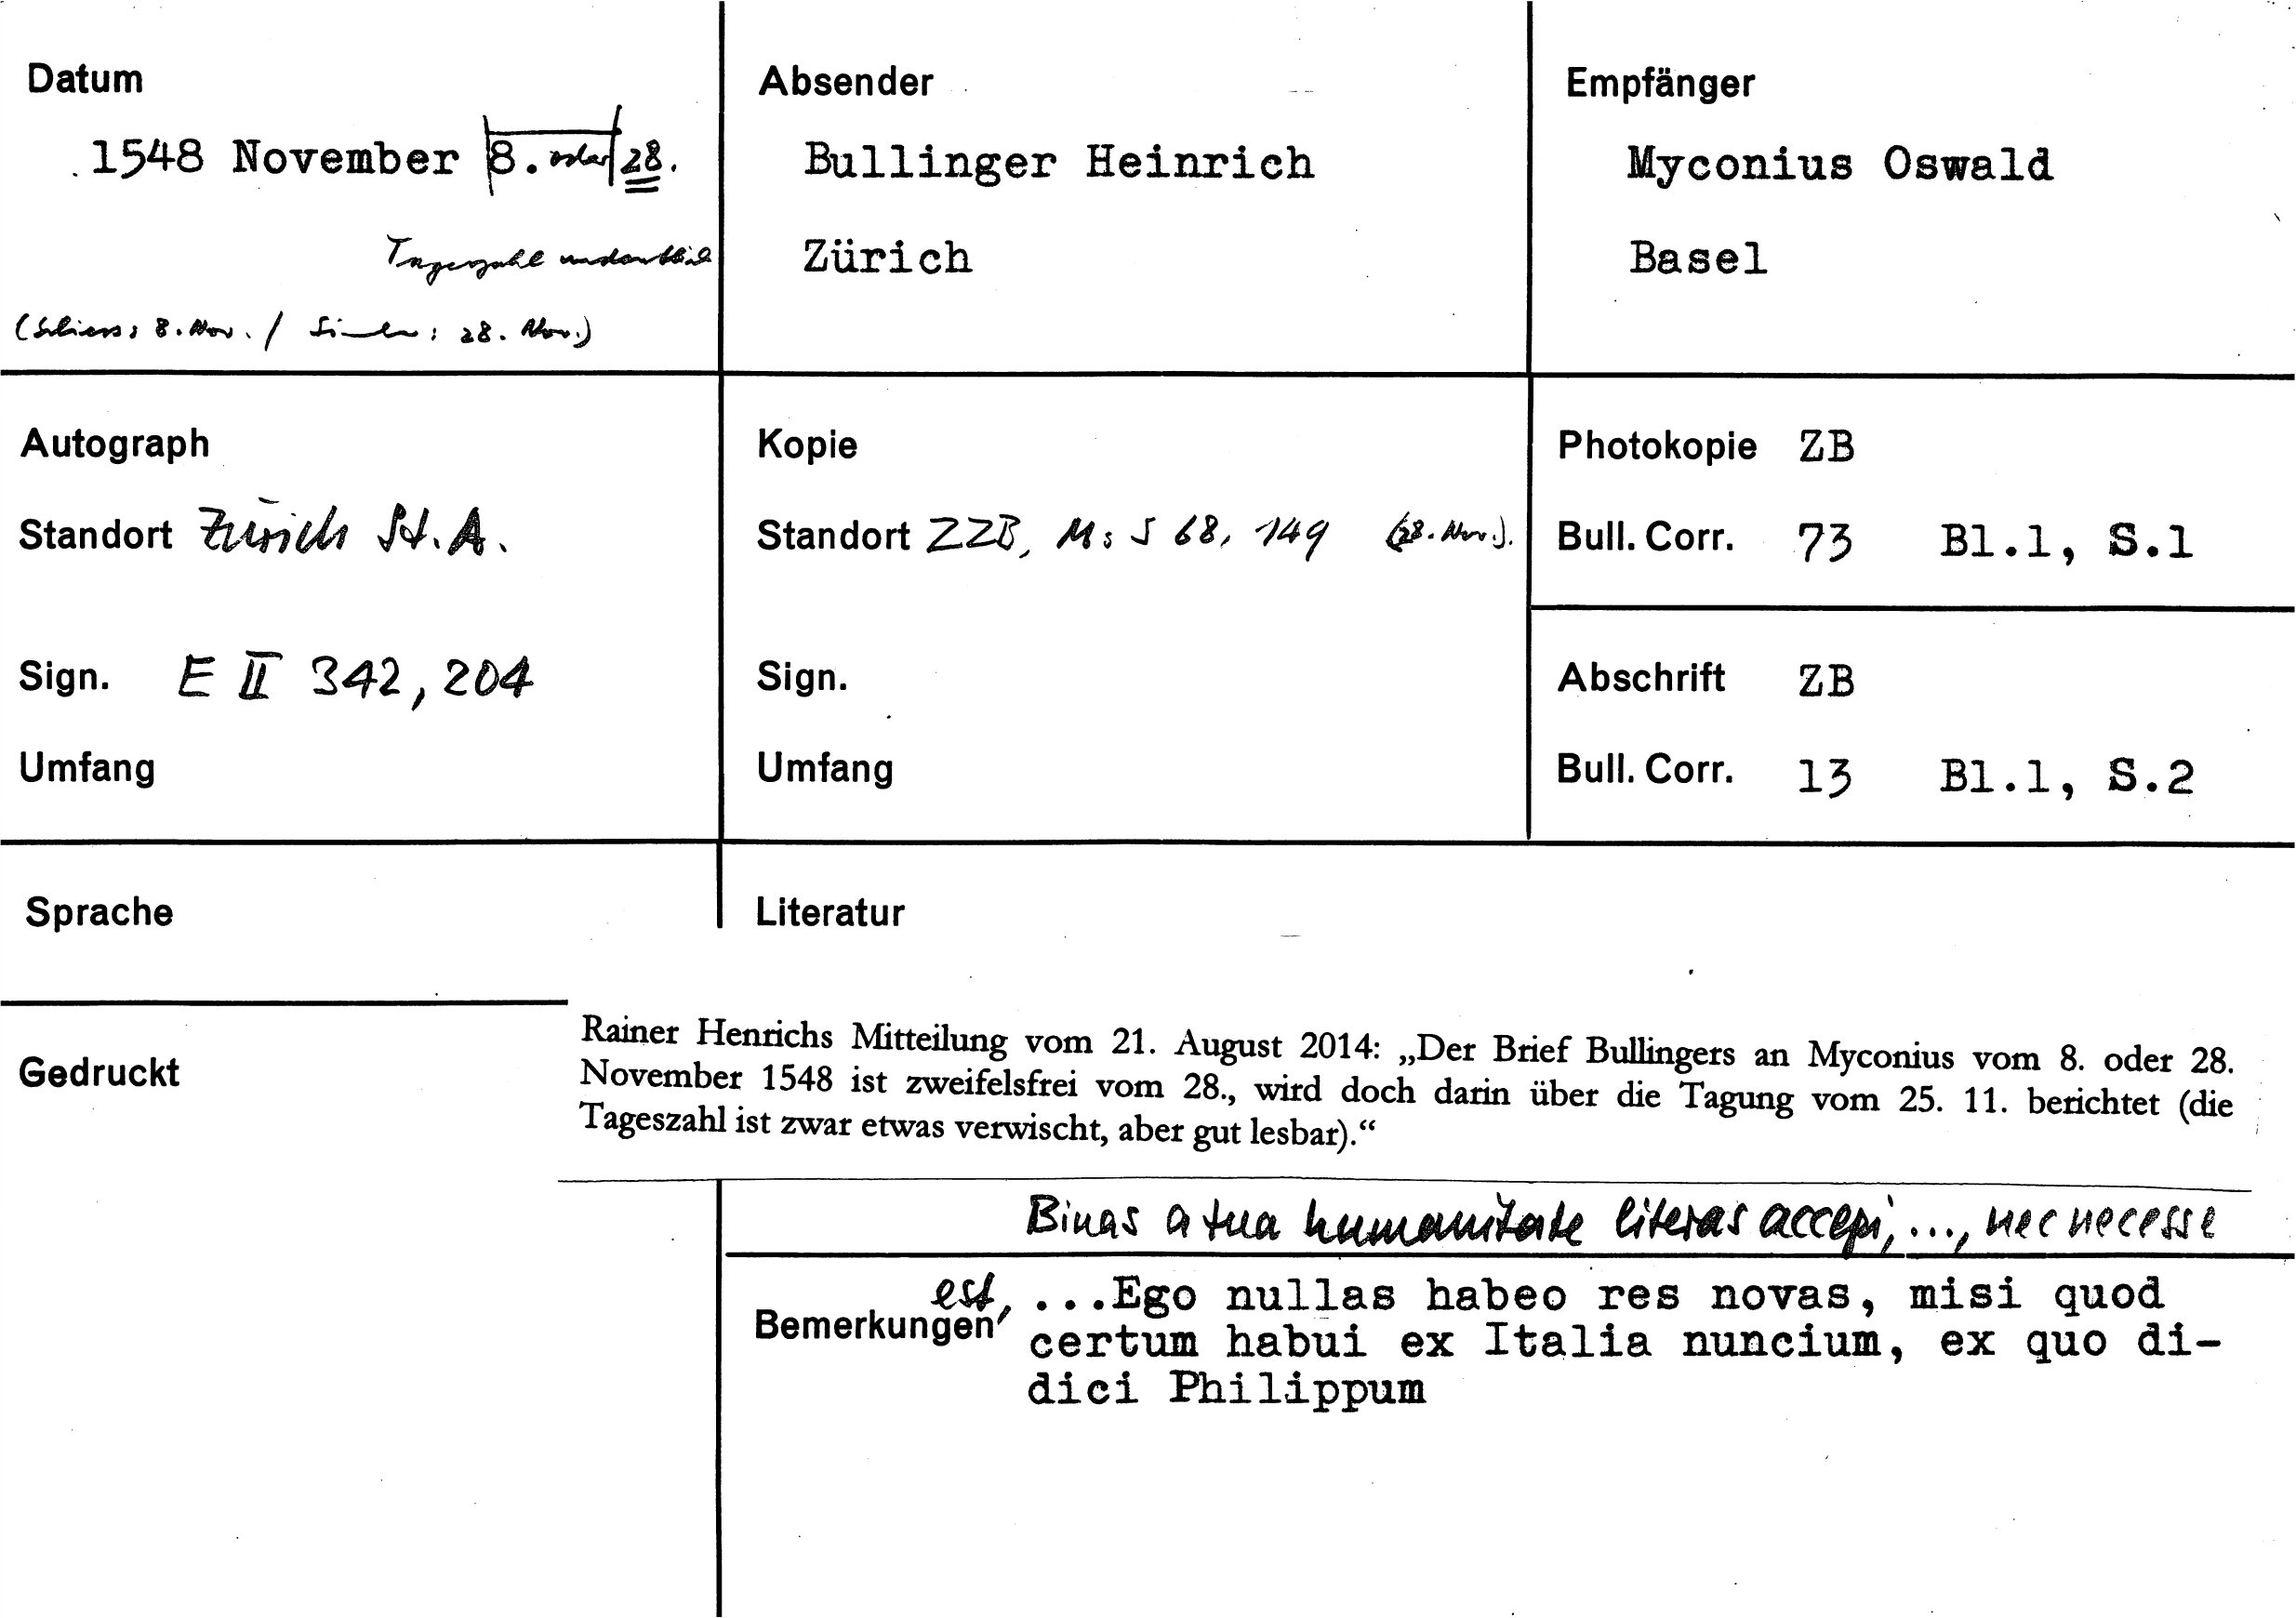 Datum
1548 November 8. oder 28.
Tageszahl undeutlich
(Schiess: 8. Nov. / Simler: 28. Nov.)
Absender
Bullinger Heinrich
Zürich
Empfänger
Myconius Oswald
Basel
Autograph
Standort Zürich St.A.
Sign. E II 342, 204
Umfang
Kopie
Standort ZZB, Ms S 68, 149 (28. Nov.).
Sign.
Umfang
Photokopie ZB
Bull. Corr. 73 Bl.1, S.1
Abschrift ZB
Bull. Corr. 13 Bl.1, S.2
Sprache
Literatur
Gedruckt
Rainer Henrichs Mitteilung vom 21. August 2014: „Der Brief Bullingers an Myconius vom 8. oder 28.
November 1548 ist zweifelsfrei vom 28., wird doch darin über die Tagung vom 25. 11. berichtet (die
Tageszahl ist zwar etwas verwischt, aber gut lesbar).“
Binas a tua humanitate literas accepi, ..., nec necesse
Bemerkungen
est, ...Ego nullas habeo res novas, misi quod
certum habui ex Italia nuncium, ex quo di-
dici Philippum